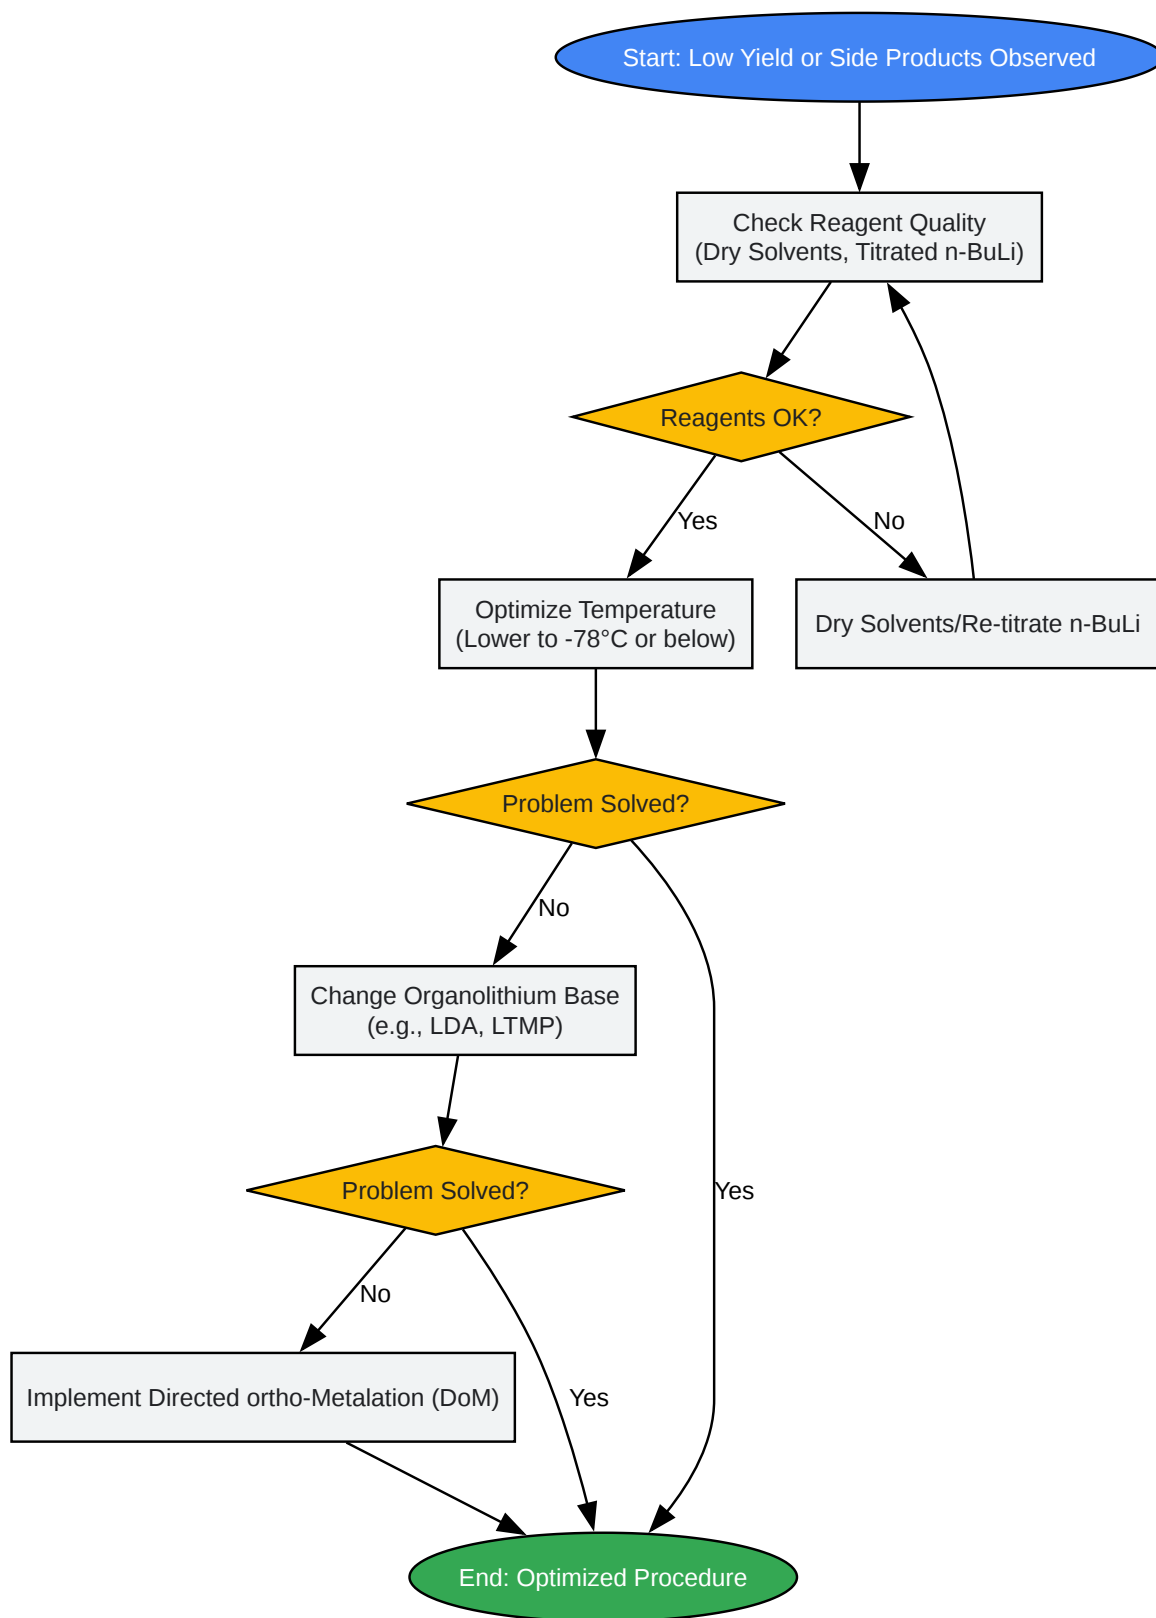 Start: Low Yield or Side Products Observed
Check Reagent Quality
(Dry Solvents, Titrated n-BuLi)
Reagents OK?
Yes
No
Optimize Temperature
(Lower to -78°C or below)
Dry Solvents/Re-titrate n-BuLi
Problem Solved?
No
Change Organolithium Base
(e.g., LDA, LTMP)
Problem Solved?
Yes
No
Implement Directed ortho-Metalation (DoM)
Yes
End: Optimized Procedure